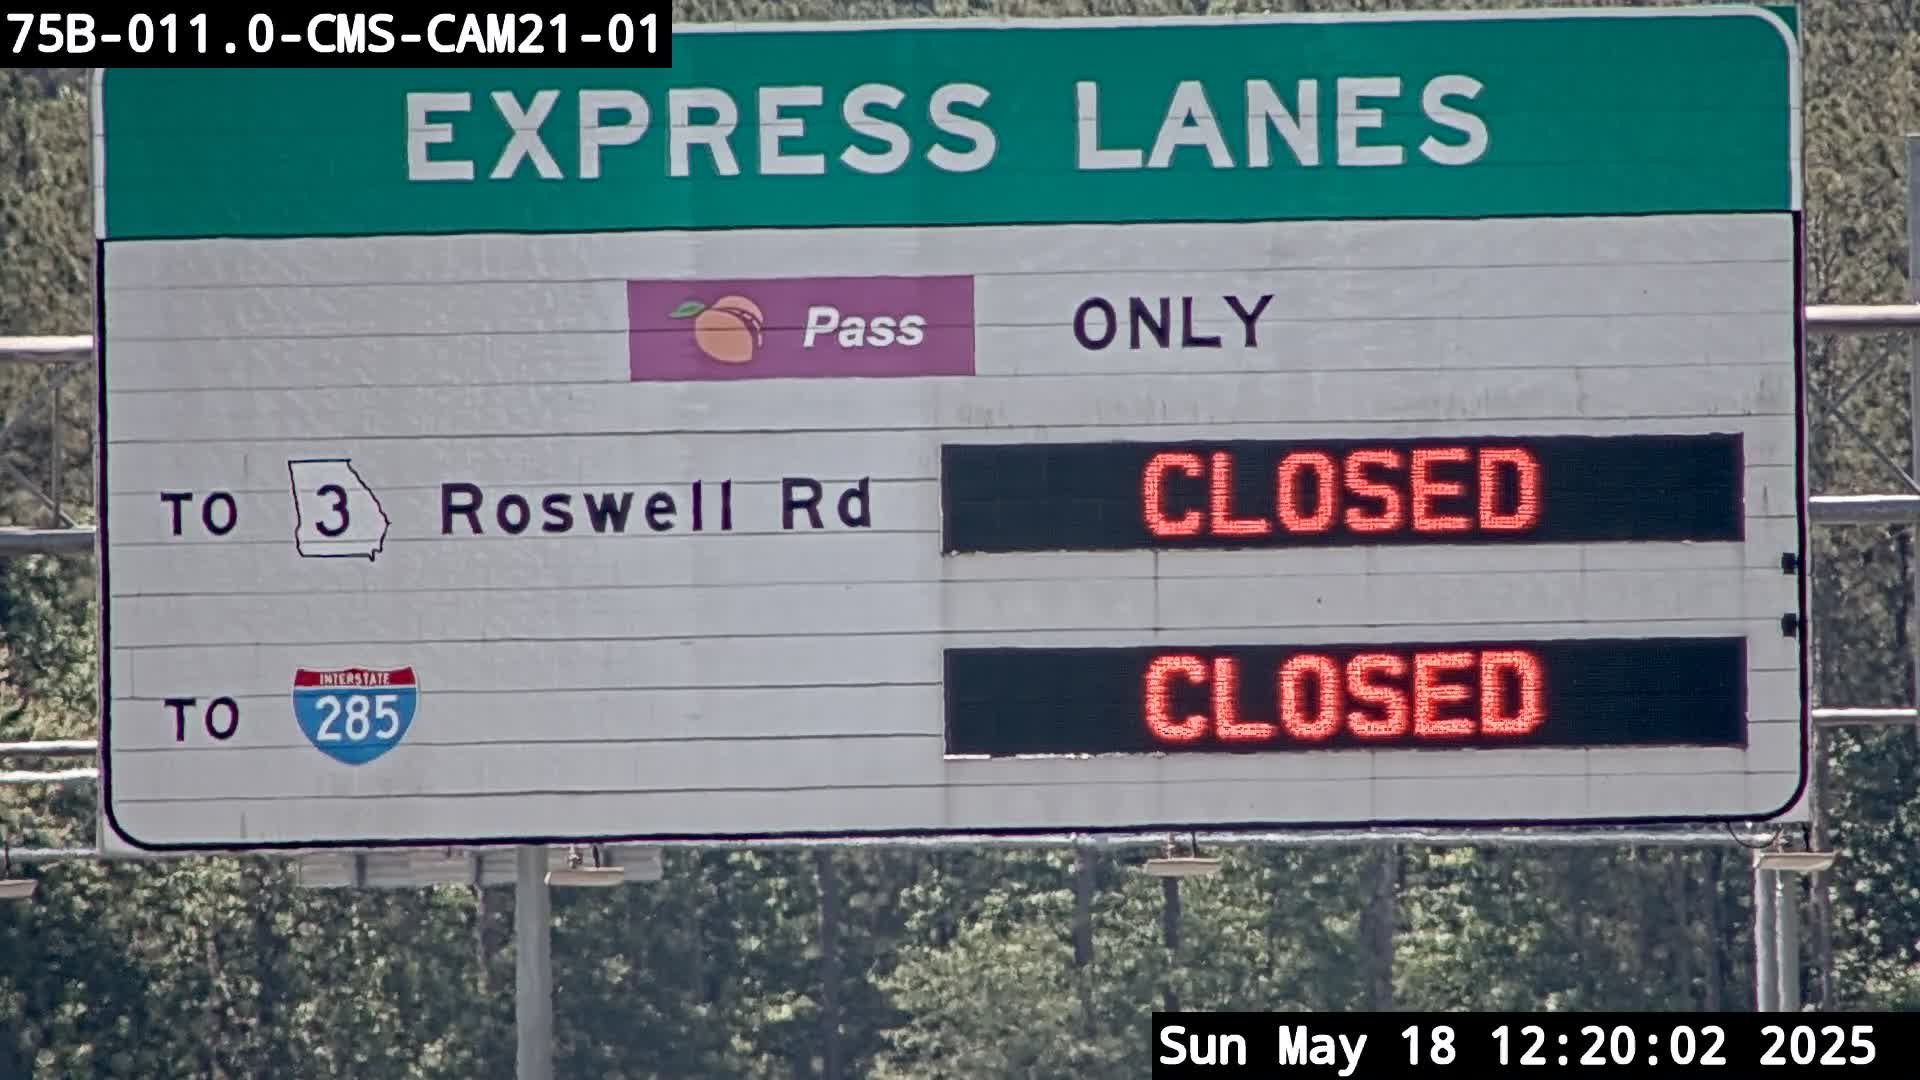 75B-011.0-CMS-CAM21-01
EXPRESS LANES
Pass ONLY
TO 3 Roswell Rd CLOSED
TO INTERSTATE 285 CLOSED
Sun May 18 12:20:02 2025